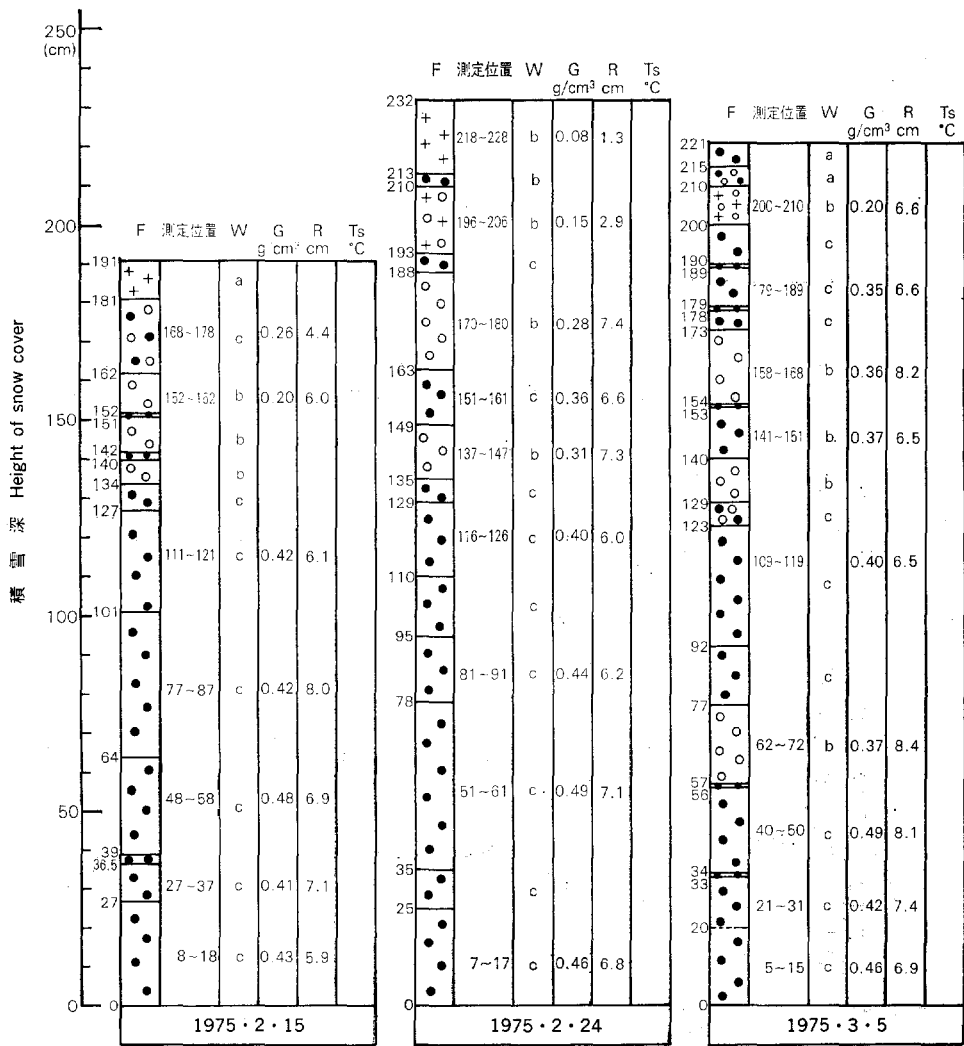 積雪深 Height of snow cover
250
(cm)
200
150
100
50
0
F 測定位置 W G R Ts
g/cm³ cm °C
191
a
181
168~178 c 0.26 4.4
162
152~162 b 0.20 6.0
152
151
b
142
140
b
134
c
127
111~121 c 0.42 6.1
101
77~87 c 0.42 8.0
64
48~58 c 0.48 6.9
39
36.5
27~37 c 0.41 7.1
27
8~18 c 0.43 5.9
0
1975・2・15
F 測定位置 W G R Ts
g/cm³ cm °C
232
218~228 b 0.08 1.3
213
b
210
196~206 b 0.15 2.9
193
c
188
170~180 b 0.28 7.4
163
151~161 c 0.36 6.6
149
137~147 b 0.31 7.3
135
c
129
116~126 c 0.40 6.0
110
c
95
81~91 c 0.44 6.2
78
51~61 c 0.49 7.1
35
c
25
7~17 c 0.46 6.8
0
1975・2・24
F 測定位置 W G R Ts
g/cm³ cm °C
221
a
215
a
210
200~210 b 0.20 6.6
200
c
190
189
179~189 c 0.35 6.6
179
178
c
173
158~168 b 0.36 8.2
154
153
141~151 b 0.37 6.5
140
b
129
c
123
109~119 0.40 6.5
c
92
c
77
62~72 b 0.37 8.4
57
56
40~50 c 0.49 8.1
34
33
21~31 c 0.42 7.4
20
5~15 c 0.46 6.9
0
1975・3・5